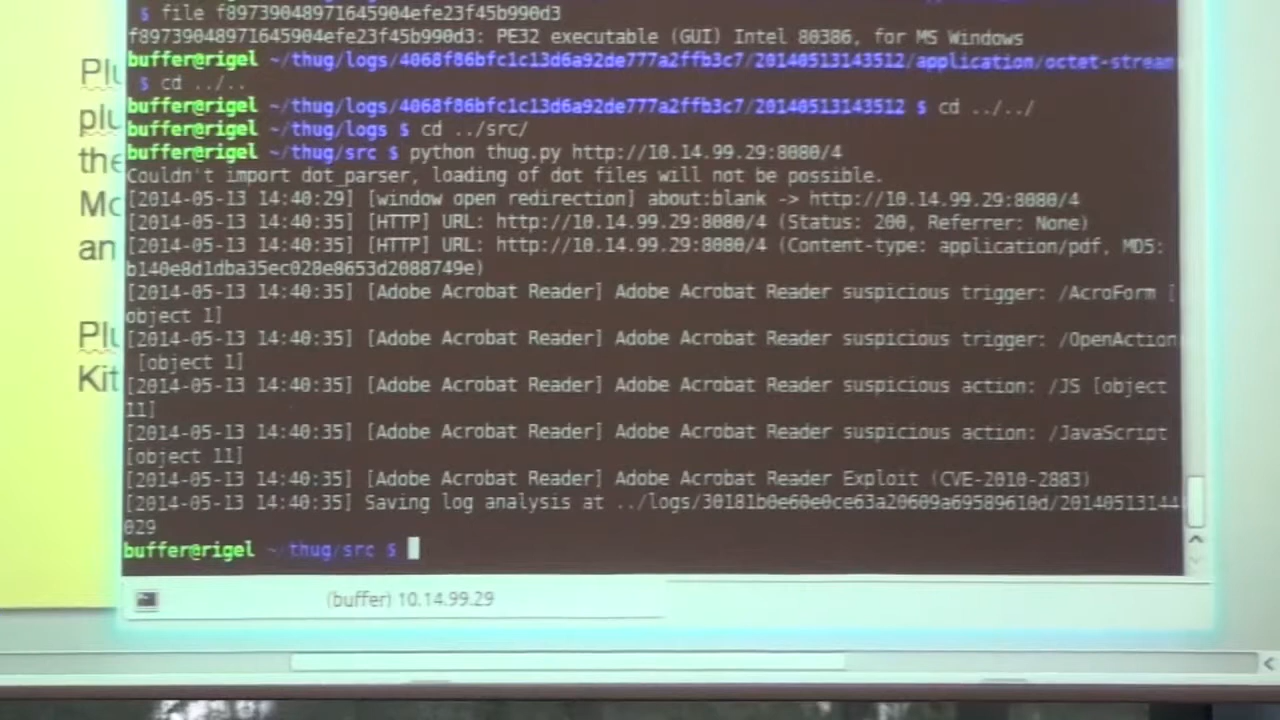 $ file f89739048971645904efe23f45b990d3
f89739048971645904efe23f45b990d3: PE32 executable (GUI) Intel 80386, for MS Windows
buffer@rigel ~/thug/logs/4068f86bfc1c13d6a92de777a2ffb3c7/20140513143512/application/octet-stream
$ cd ../..
buffer@rigel ~/thug/logs/4068f86bfc1c13d6a92de777a2ffb3c7/20140513143512 $ cd ../../
buffer@rigel ~/thug/logs $ cd ../src/
buffer@rigel ~/thug/src $ python thug.py http://10.14.99.29:8080/4
Couldn't import dot_parser, loading of dot files will not be possible.
[2014-05-13 14:40:29] [window open redirection] about:blank -> http://10.14.99.29:8080/4
[2014-05-13 14:40:35] [HTTP] URL: http://10.14.99.29:8080/4 (Status: 200, Referrer: None)
[2014-05-13 14:40:35] [HTTP] URL: http://10.14.99.29:8080/4 (Content-type: application/pdf, MD5:
b140e8d1dba35ec028e8653d2088749e)
[2014-05-13 14:40:35] [Adobe Acrobat Reader] Adobe Acrobat Reader suspicious trigger: /AcroForm [
object 1]
[2014-05-13 14:40:35] [Adobe Acrobat Reader] Adobe Acrobat Reader suspicious trigger: /OpenAction
[object 1]
[2014-05-13 14:40:35] [Adobe Acrobat Reader] Adobe Acrobat Reader suspicious action: /JS [object
11]
[2014-05-13 14:40:35] [Adobe Acrobat Reader] Adobe Acrobat Reader suspicious action: /JavaScript
[object 11]
[2014-05-13 14:40:35] [Adobe Acrobat Reader] Adobe Acrobat Reader Exploit (CVE-2010-2883)
[2014-05-13 14:40:35] Saving log analysis at ../logs/30181b0e60e0ce63a20609a69589610d/20140513144
029
buffer@rigel ~/thug/src $
(buffer) 10.14.99.29
Plu
plu
the
Mo
an
Plu
Kit